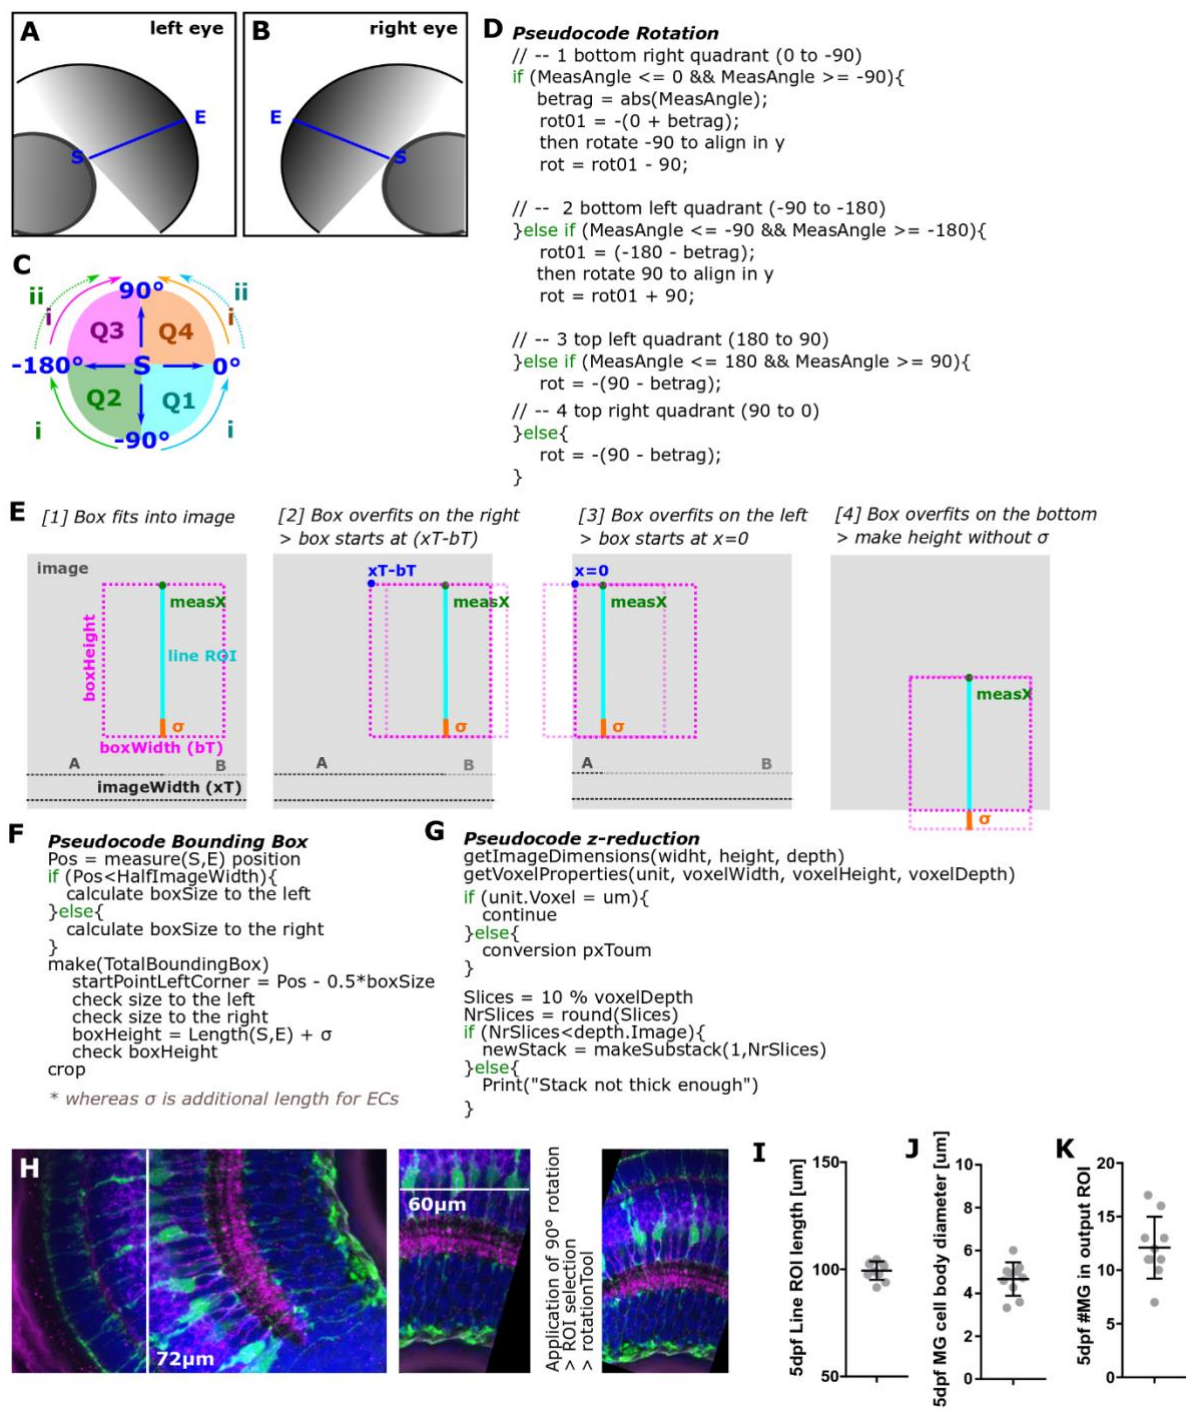 A
left eye
E
S
B
right eye
E
S
C
ii
i
90°
ii
i
Q3
Q4
-180°
S
0°
Q2
Q1
i
-90°
i
D Pseudocode Rotation
// -- 1 bottom right quadrant (0 to -90)
if (MeasAngle <= 0 && MeasAngle >= -90){
betrag = abs(MeasAngle);
rot01 = -(0 + betrag);
then rotate -90 to align in y
rot = rot01 - 90;
// -- 2 bottom left quadrant (-90 to -180)
}else if (MeasAngle <= -90 && MeasAngle >= -180){
rot01 = (-180 - betrag);
then rotate 90 to align in y
rot = rot01 + 90;
// -- 3 top left quadrant (180 to 90)
}else if (MeasAngle <= 180 && MeasAngle >= 90){
rot = -(90 - betrag);
// -- 4 top right quadrant (90 to 0)
}else{
rot = -(90 - betrag);
}
E
[1] Box fits into image
image
measX
boxHeight
line ROI
σ
boxWidth (bT)
A
B
imageWidth (xT)
[2] Box overfits on the right
> box starts at (xT-bT)
xT-bT
measX
σ
A
B
[3] Box overfits on the left
> box starts at x=0
x=0
measX
σ
A
B
[4] Box overfits on the bottom
> make height without σ
measX
σ
F
Pseudocode Bounding Box
Pos = measure(S,E) position
if (Pos<HalfImageWidth){
calculate boxSize to the left
}else{
calculate boxSize to the right
}
make(TotalBoundingBox)
startPointLeftCorner = Pos - 0.5*boxSize
check size to the left
check size to the right
boxHeight = Length(S,E) + σ
check boxHeight
crop
* whereas σ is additional length for ECs
G
Pseudocode z-reduction
getImageDimensions(widht, height, depth)
getVoxelProperties(unit, voxelWidth, voxelHeight, voxelDepth)
if (unit.Voxel = um){
continue
}else{
conversion pxToum
}
Slices = 10 % voxelDepth
NrSlices = round(Slices)
if (NrSlices<depth.Image){
newStack = makeSubstack(1,NrSlices)
}else{
Print("Stack not thick enough")
}
H
72µm
60µm
Application of 90° rotation
> ROI selection
> rotationTool
I
5dpf Line ROI length [um]
150
100
50
J
5dpf MG cell body diameter [um]
10
8
6
4
2
0
K
5dpf #MG in output ROI
20
15
10
5
0